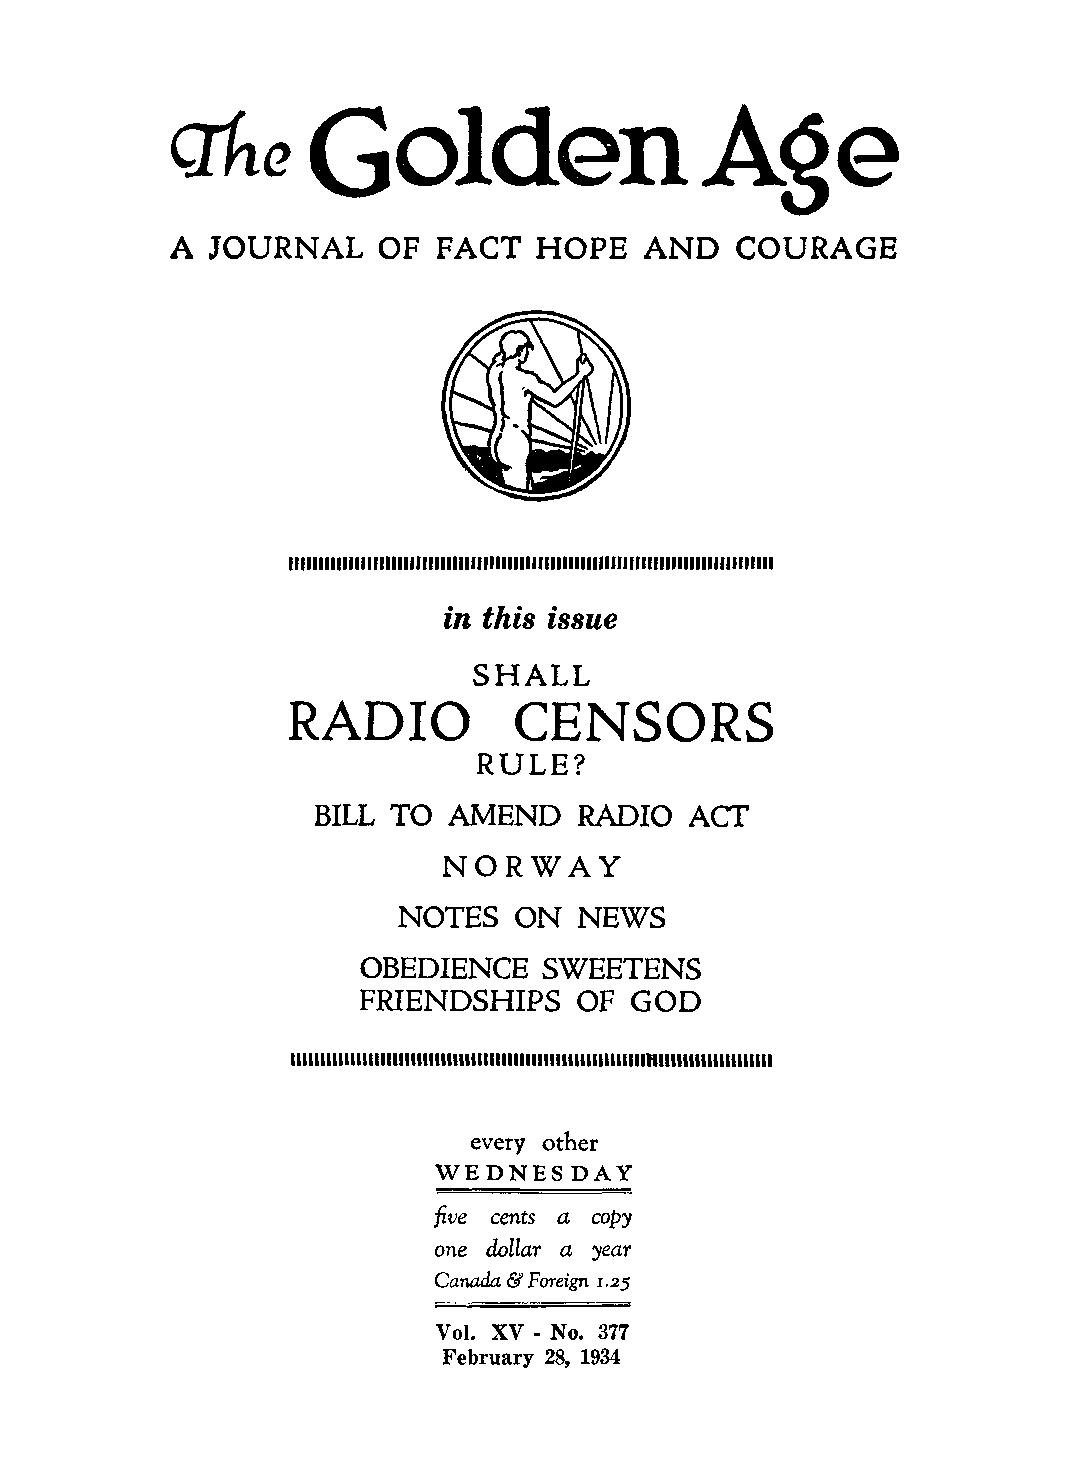 The Golden Age
A JOURNAL OF FACT HOPE AND COURAGE
in this issue
SHALL
RADIO CENSORS
RULE?
BILL TO AMEND RADIO ACT
NORWAY
NOTES ON NEWS
OBEDIENCE SWEETENS
FRIENDSHIPS OF GOD
every other
WEDNESDAY
five cents a copy
one dollar a year
Canada & Foreign 1.25
Vol. XV - No. 377
February 28, 1934